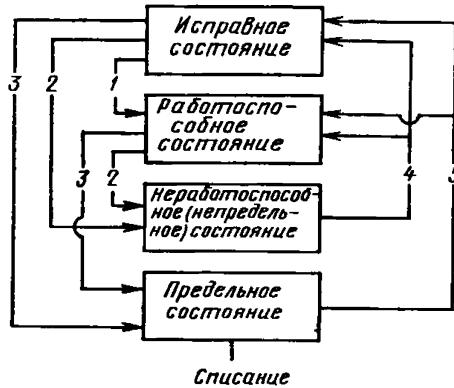 Исправное
состояние
3
2
1
Работоспо-
собное
состояние
3
2
4
5
Неработоспособ-
ное (непредель-
ное) состояние
Предельное
состояние
Списание